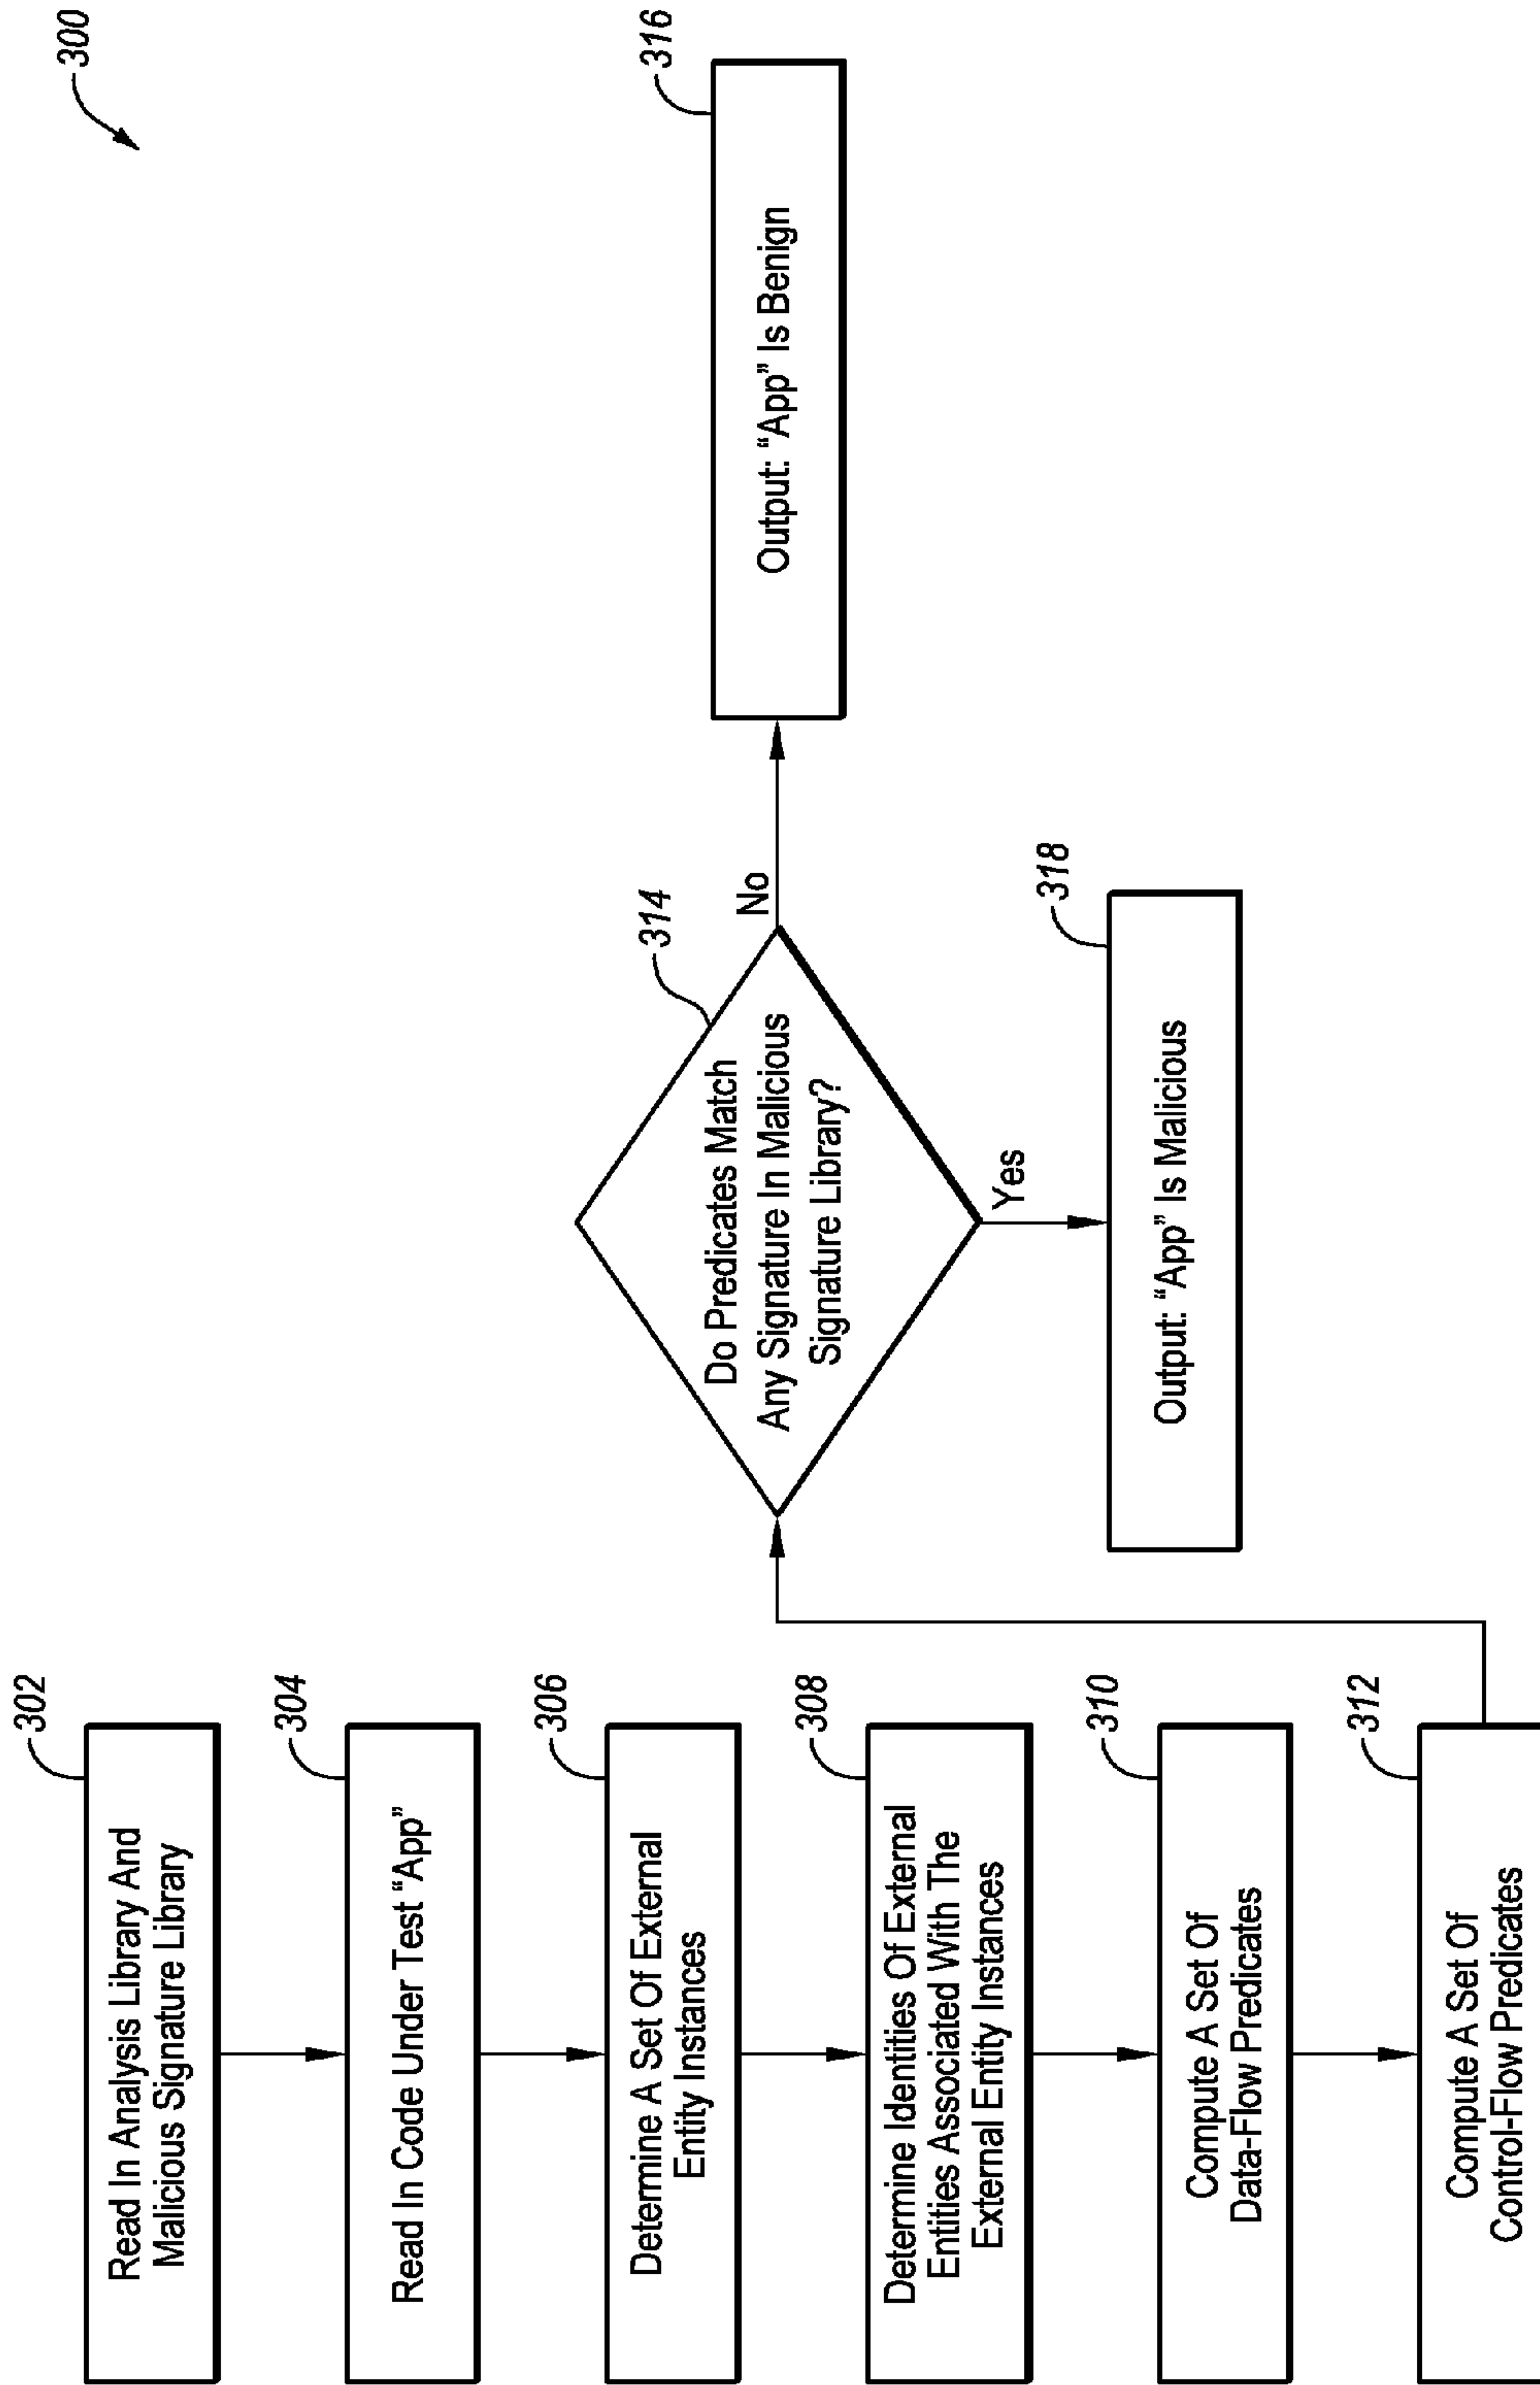 300
302
Read In Analysis Library And
Malicious Signature Library
304
Read In Code Under Test “App”
306
Determine A Set Of External
Entity Instances
308
Determine Identities Of External
Entities Associated With The
External Entity Instances
310
Compute A Set Of
Data-Flow Predicates
312
Compute A Set Of
Control-Flow Predicates
314
Do Predicates Match
Any Signature In Malicious
Signature Library?
No
316
Output: “App” Is Benign
Yes
318
Output: “App” Is Malicious